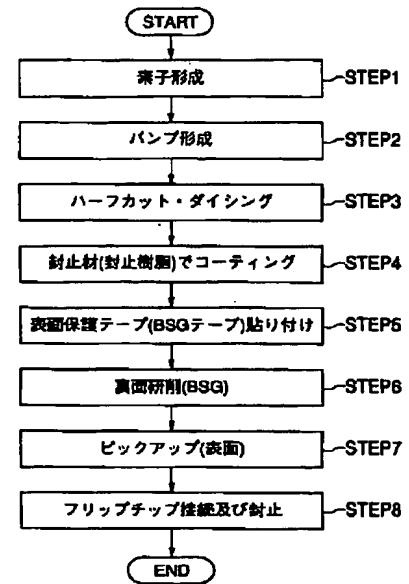 START
素子形成 STEP1
バンプ形成 STEP2
ハーフカット・ダイシング STEP3
封止材(封止樹脂)でコーティング STEP4
表面保護テープ(BSGテープ)貼り付け STEP5
裏面研削(BSG) STEP6
ピックアップ(表面) STEP7
フリップチップ接続及び封止 STEP8
END